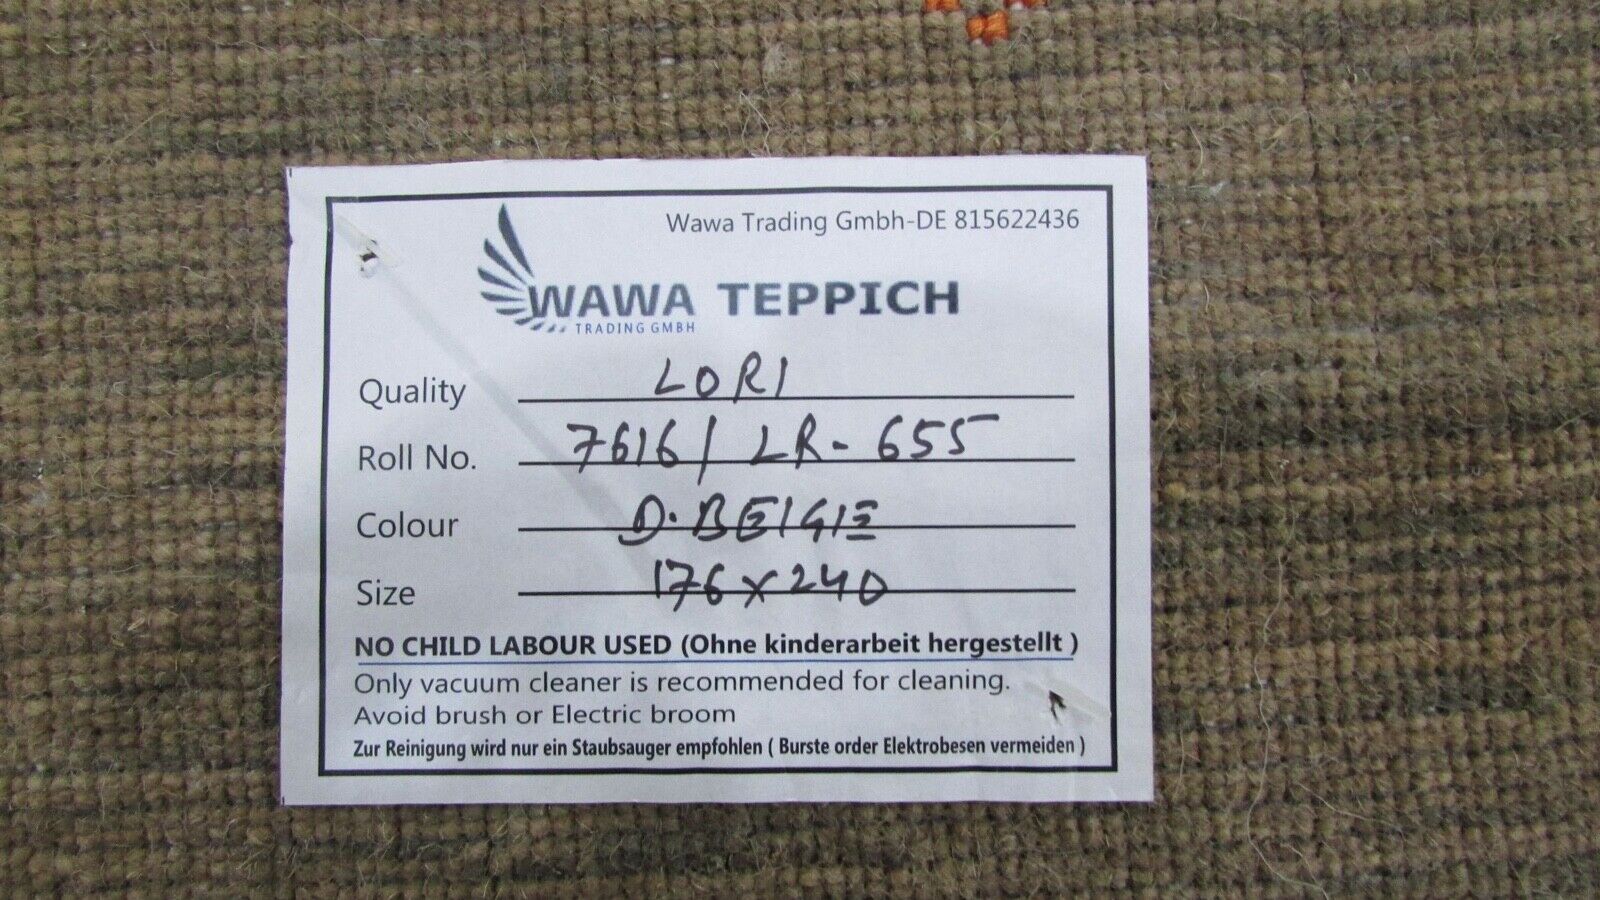 Wawa Trading Gmbh-DE 815622436
WAWA TEPPICH
TRADING GMBH
Quality LORI
Roll No. 7616/ LR-655
Colour D.BEIGIE
Size 176x240
NO CHILD LABOUR USED (Ohne kinderarbeit hergestellt )
Only vacuum cleaner is recommended for cleaning.
Avoid brush or Electric broom
Zur Reinigung wird nur ein Staubsauger empfohlen ( Burste order Elektrobesen vermeiden )